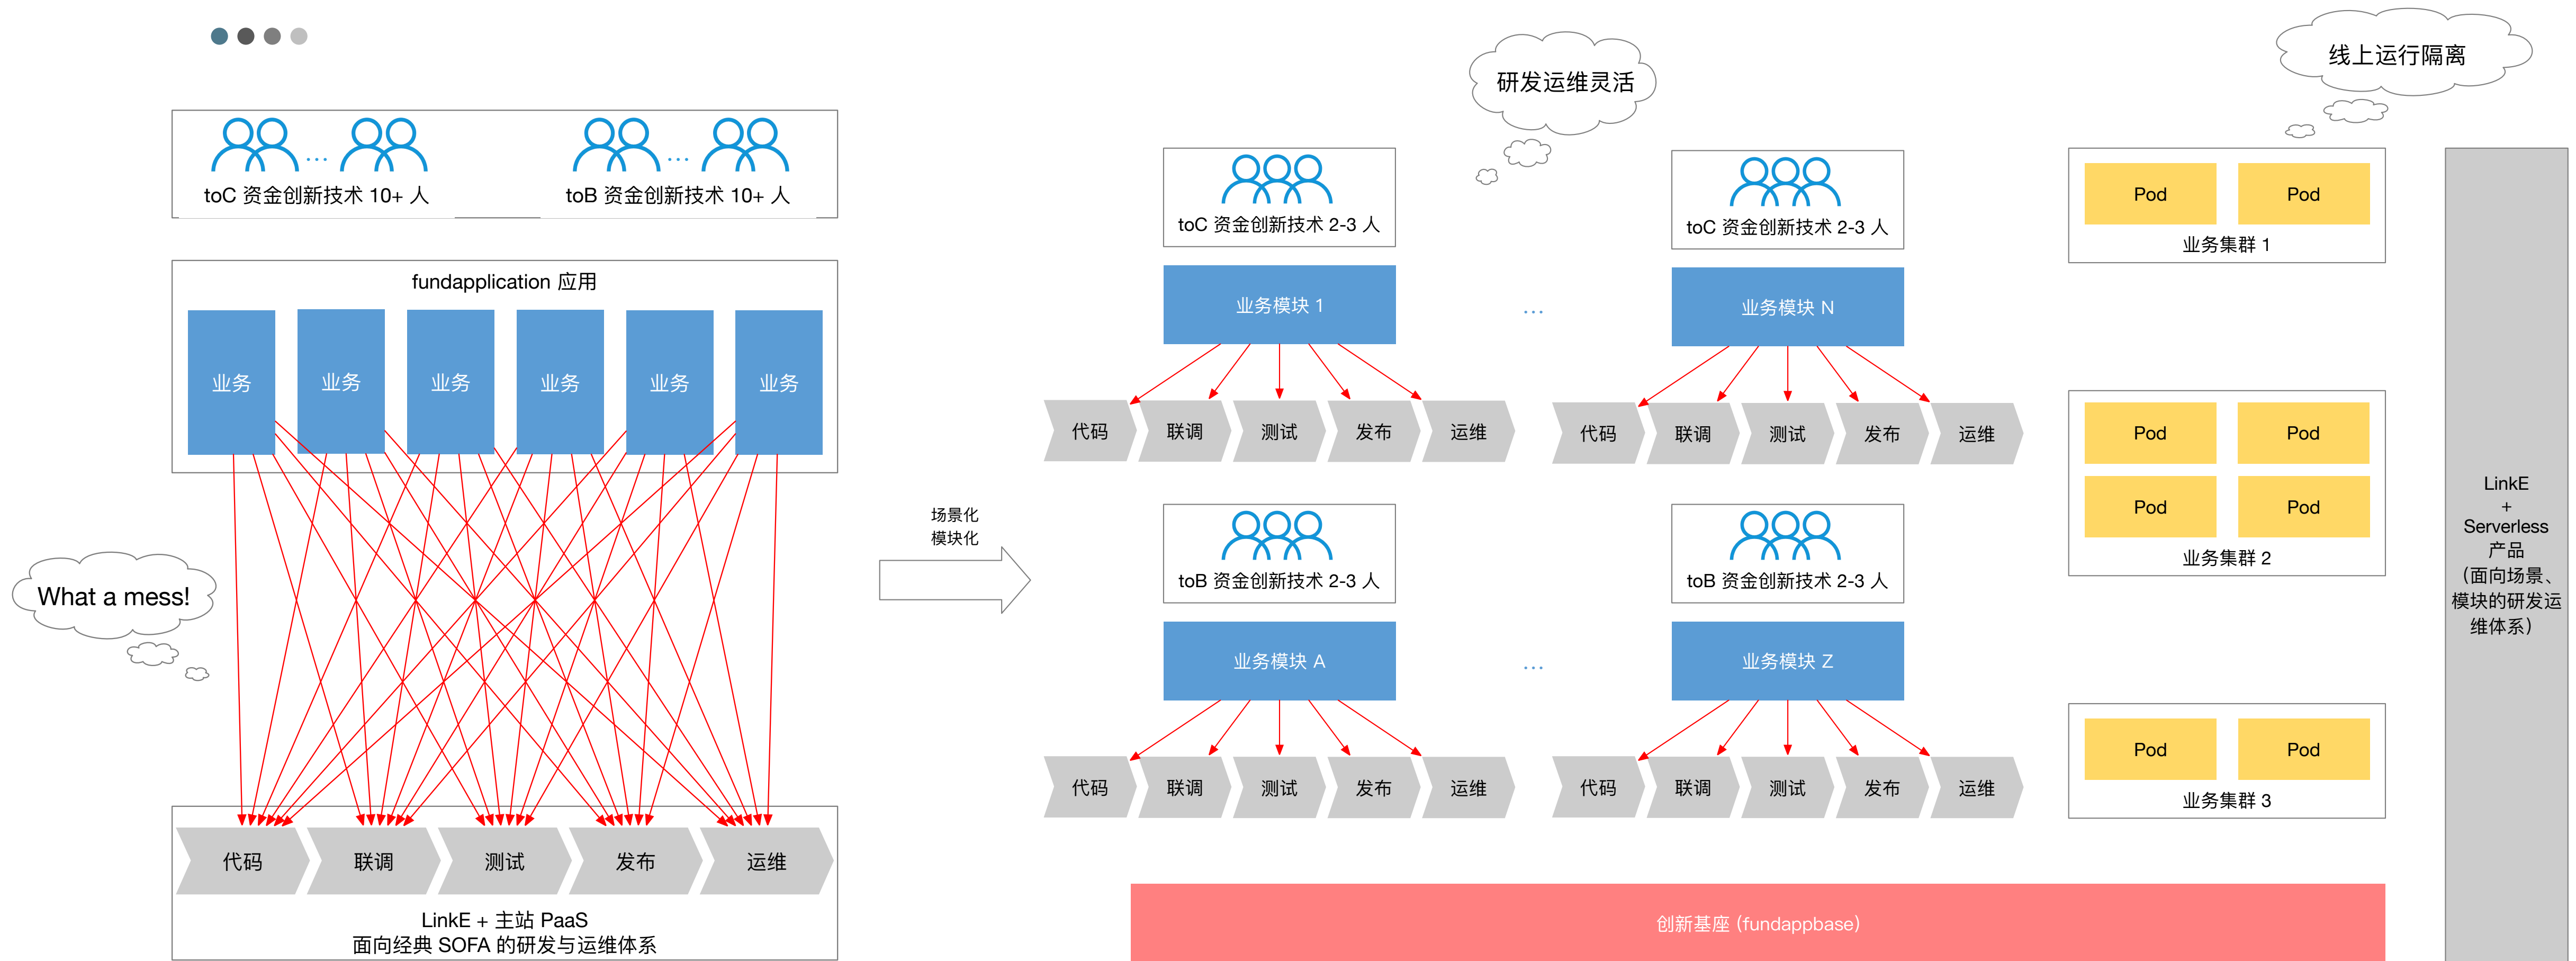 toC 资金创新技术 10+ 人
toB 资金创新技术 10+ 人
fundapplication 应用
业务
业务
业务
业务
业务
业务
What a mess!
代码
联调
测试
发布
运维
LinkE + 主站 PaaS
面向经典 SOFA 的研发与运维体系
场景化
模块化
研发运维灵活
toC 资金创新技术 2-3 人
业务模块 1
代码
联调
测试
发布
运维
...
toC 资金创新技术 2-3 人
业务模块 N
代码
联调
测试
发布
运维
toB 资金创新技术 2-3 人
业务模块 A
代码
联调
测试
发布
运维
...
toB 资金创新技术 2-3 人
业务模块 Z
代码
联调
测试
发布
运维
线上运行隔离
Pod
Pod
业务集群 1
Pod
Pod
Pod
Pod
业务集群 2
Pod
Pod
业务集群 3
创新基座 (fundappbase)
LinkE
+
Serverless
产品
（面向场景、
模块的研发运
维体系）